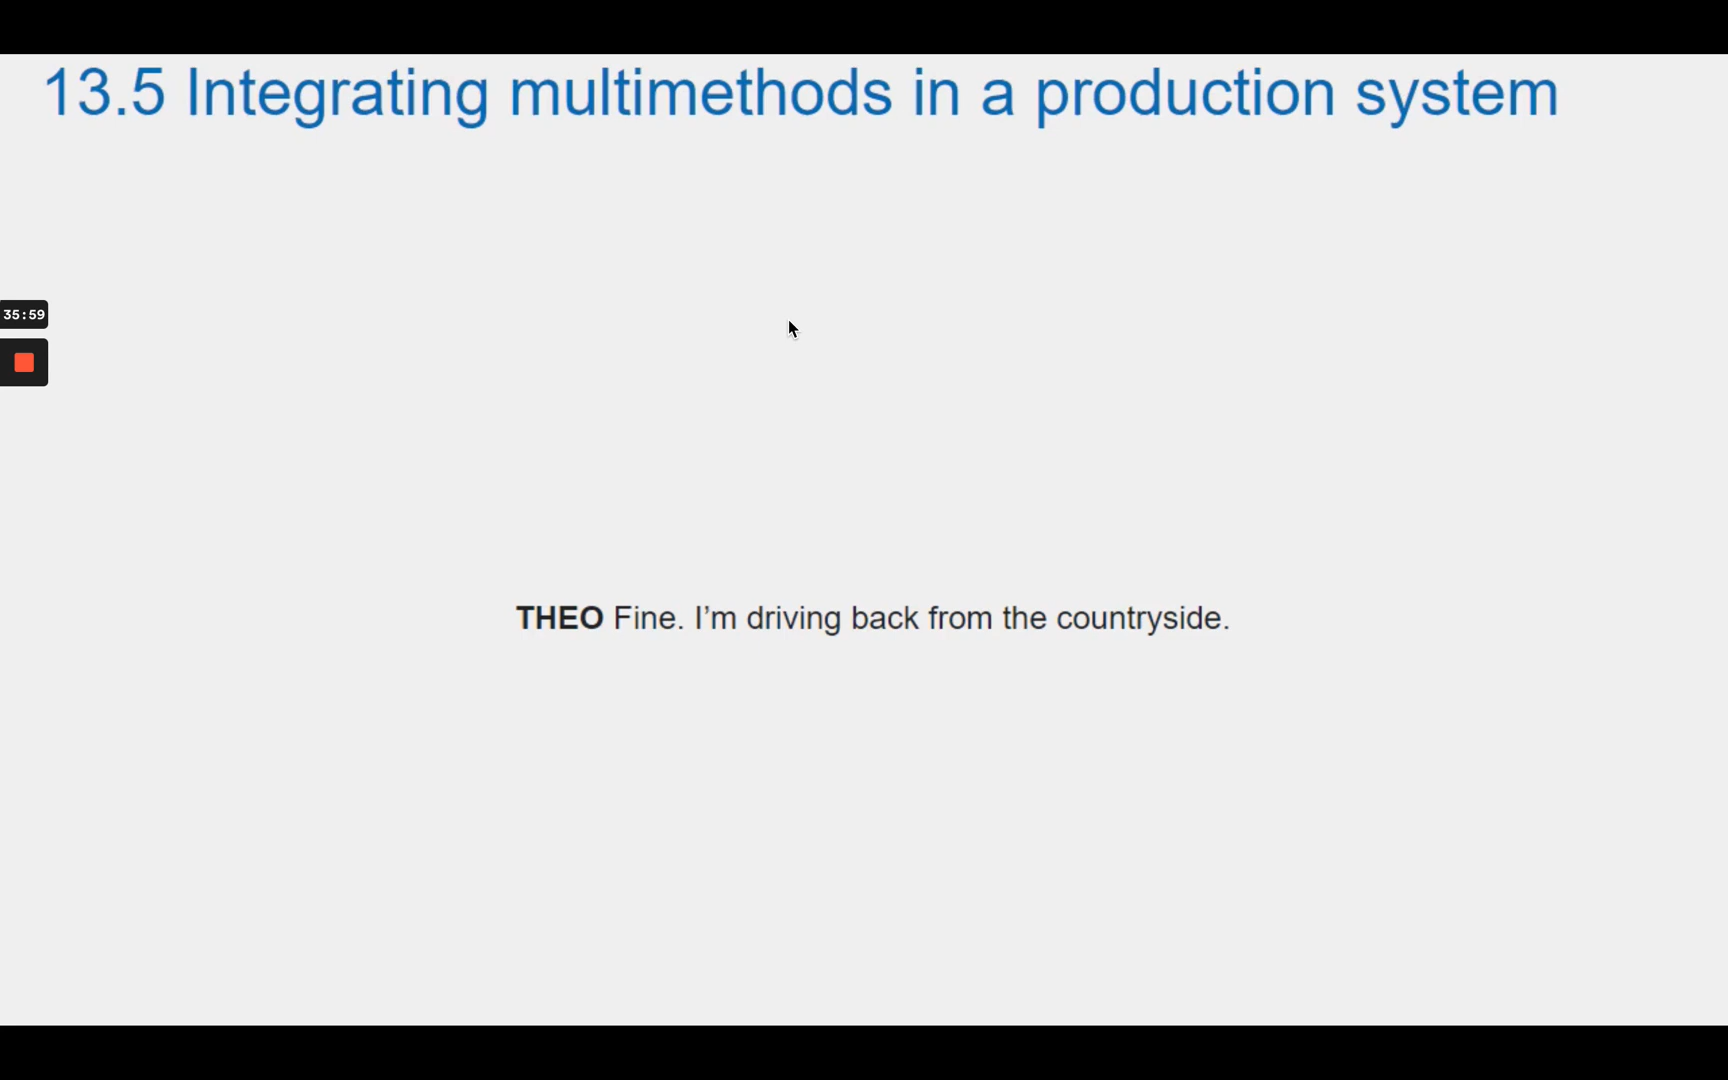 13.5 Integrating multimethods in a production system
35:59
THEO Fine. I’m driving back from the countryside.